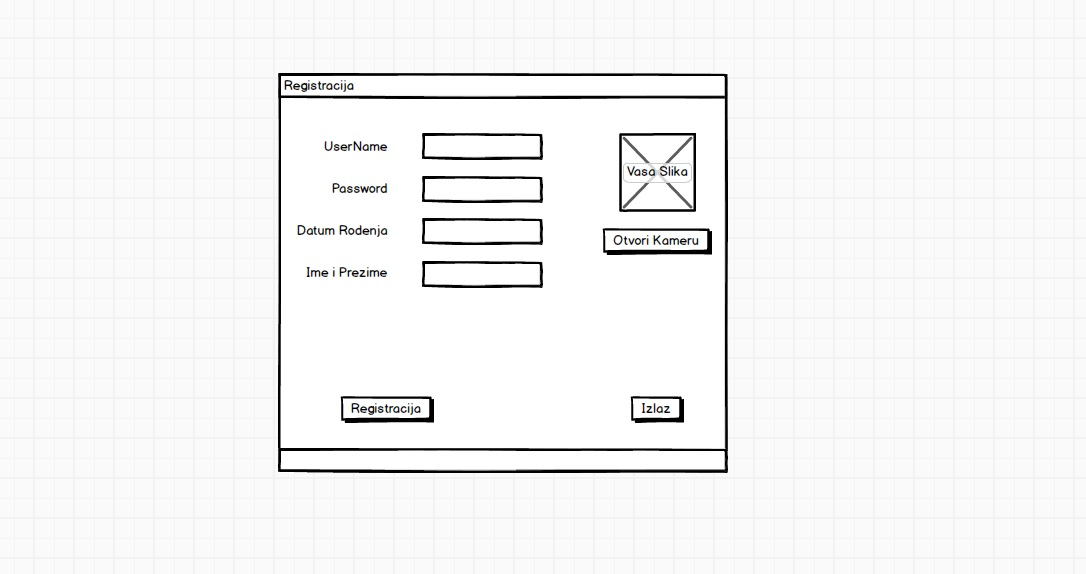 Registracija
UserName
Password
Datum Rodenja
Ime i Prezime
Vasa Slika
Otvori Kameru
Registracija
Izlaz